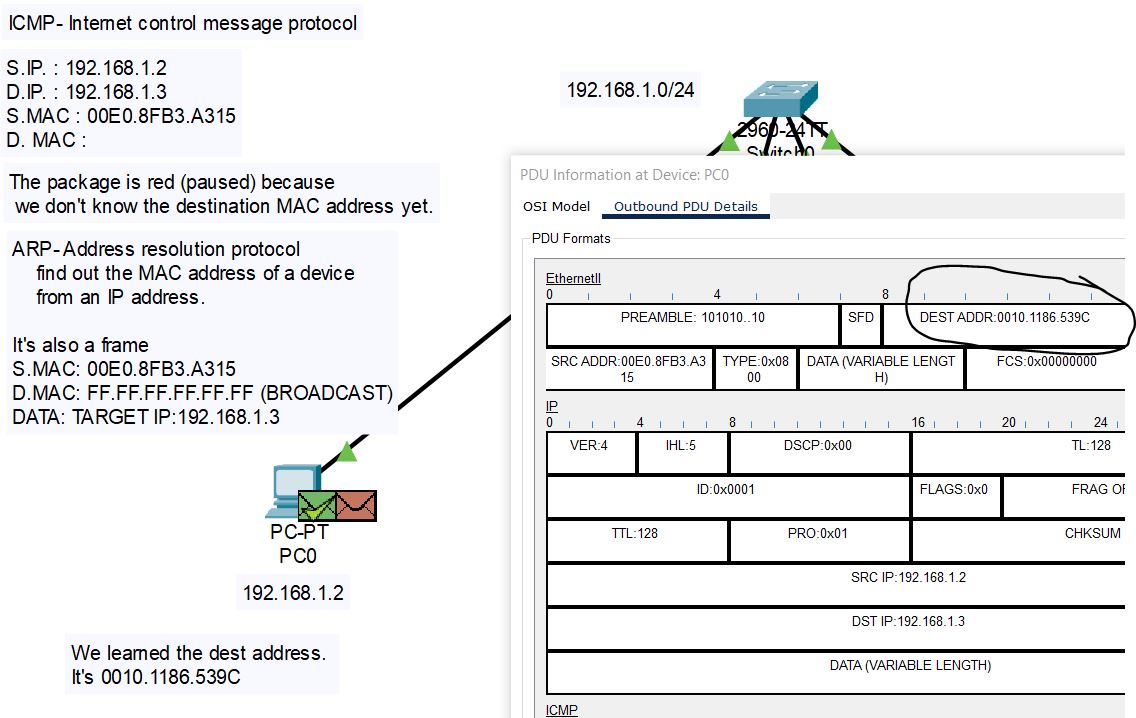 ICMP- Internet control message protocol
S.IP. : 192.168.1.2
D.IP. : 192.168.1.3
S.MAC : 00E0.8FB3.A315
D. MAC :
The package is red (paused) because
we don't know the destination MAC address yet.
ARP- Address resolution protocol
find out the MAC address of a device
from an IP address.
It's also a frame
S.MAC: 00E0.8FB3.A315
D.MAC: FF.FF.FF.FF.FF.FF (BROADCAST)
DATA: TARGET IP:192.168.1.3
PC-PT
PC0
192.168.1.2
We learned the dest address.
It's 0010.1186.539C
192.168.1.0/24
2960-24TT
Switch0
PDU Information at Device: PC0
OSI Model
Outbound PDU Details
PDU Formats
EthernetII
0 4 8
PREAMBLE: 101010..10
SFD
DEST ADDR:0010.1186.539C
SRC ADDR:00E0.8FB3.A3
15
TYPE:0x08
00
DATA (VARIABLE LENGT
H)
FCS:0x00000000
IP
0 4 8 16 20 24
VER:4
IHL:5
DSCP:0x00
TL:128
ID:0x0001
FLAGS:0x0
FRAG OF
TTL:128
PRO:0x01
CHKSUM
SRC IP:192.168.1.2
DST IP:192.168.1.3
DATA (VARIABLE LENGTH)
ICMP